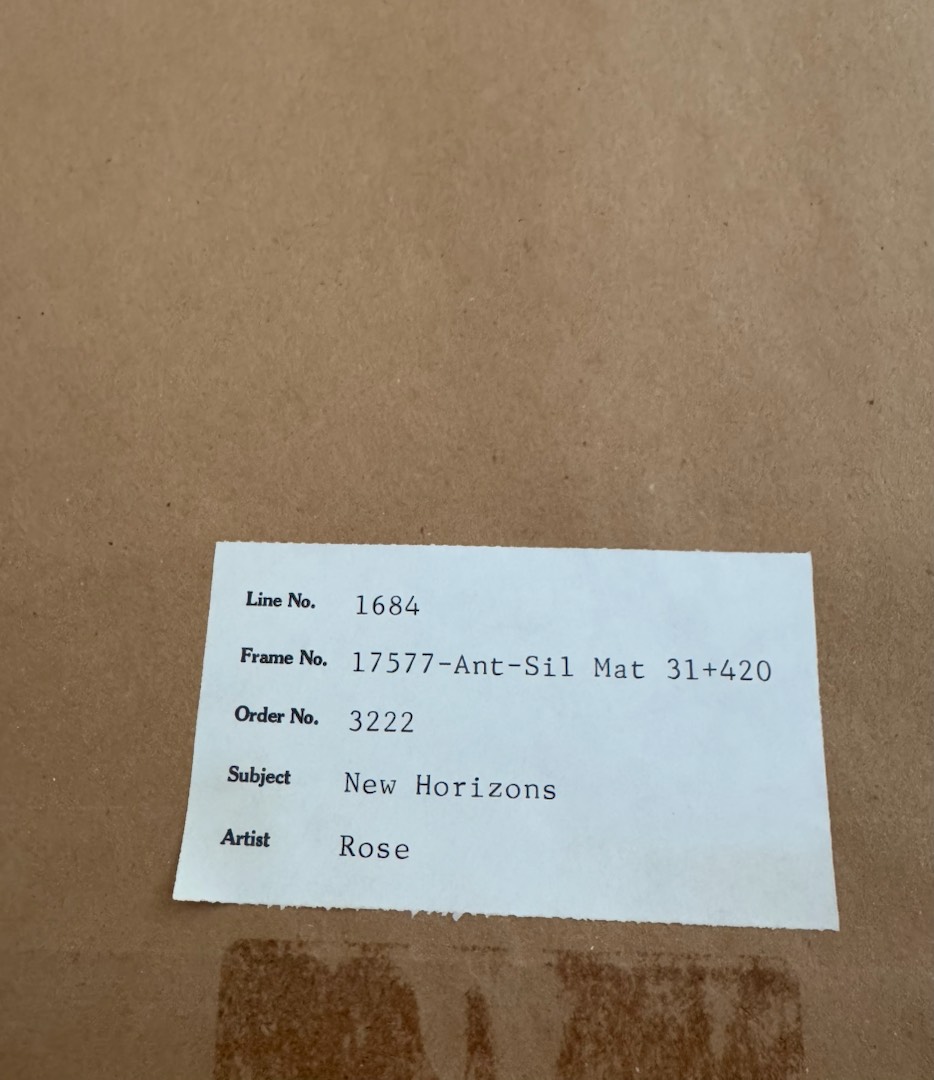 Line No. 1684
Frame No. 17577-Ant-Sil Mat 31+420
Order No. 3222
Subject New Horizons
Artist Rose